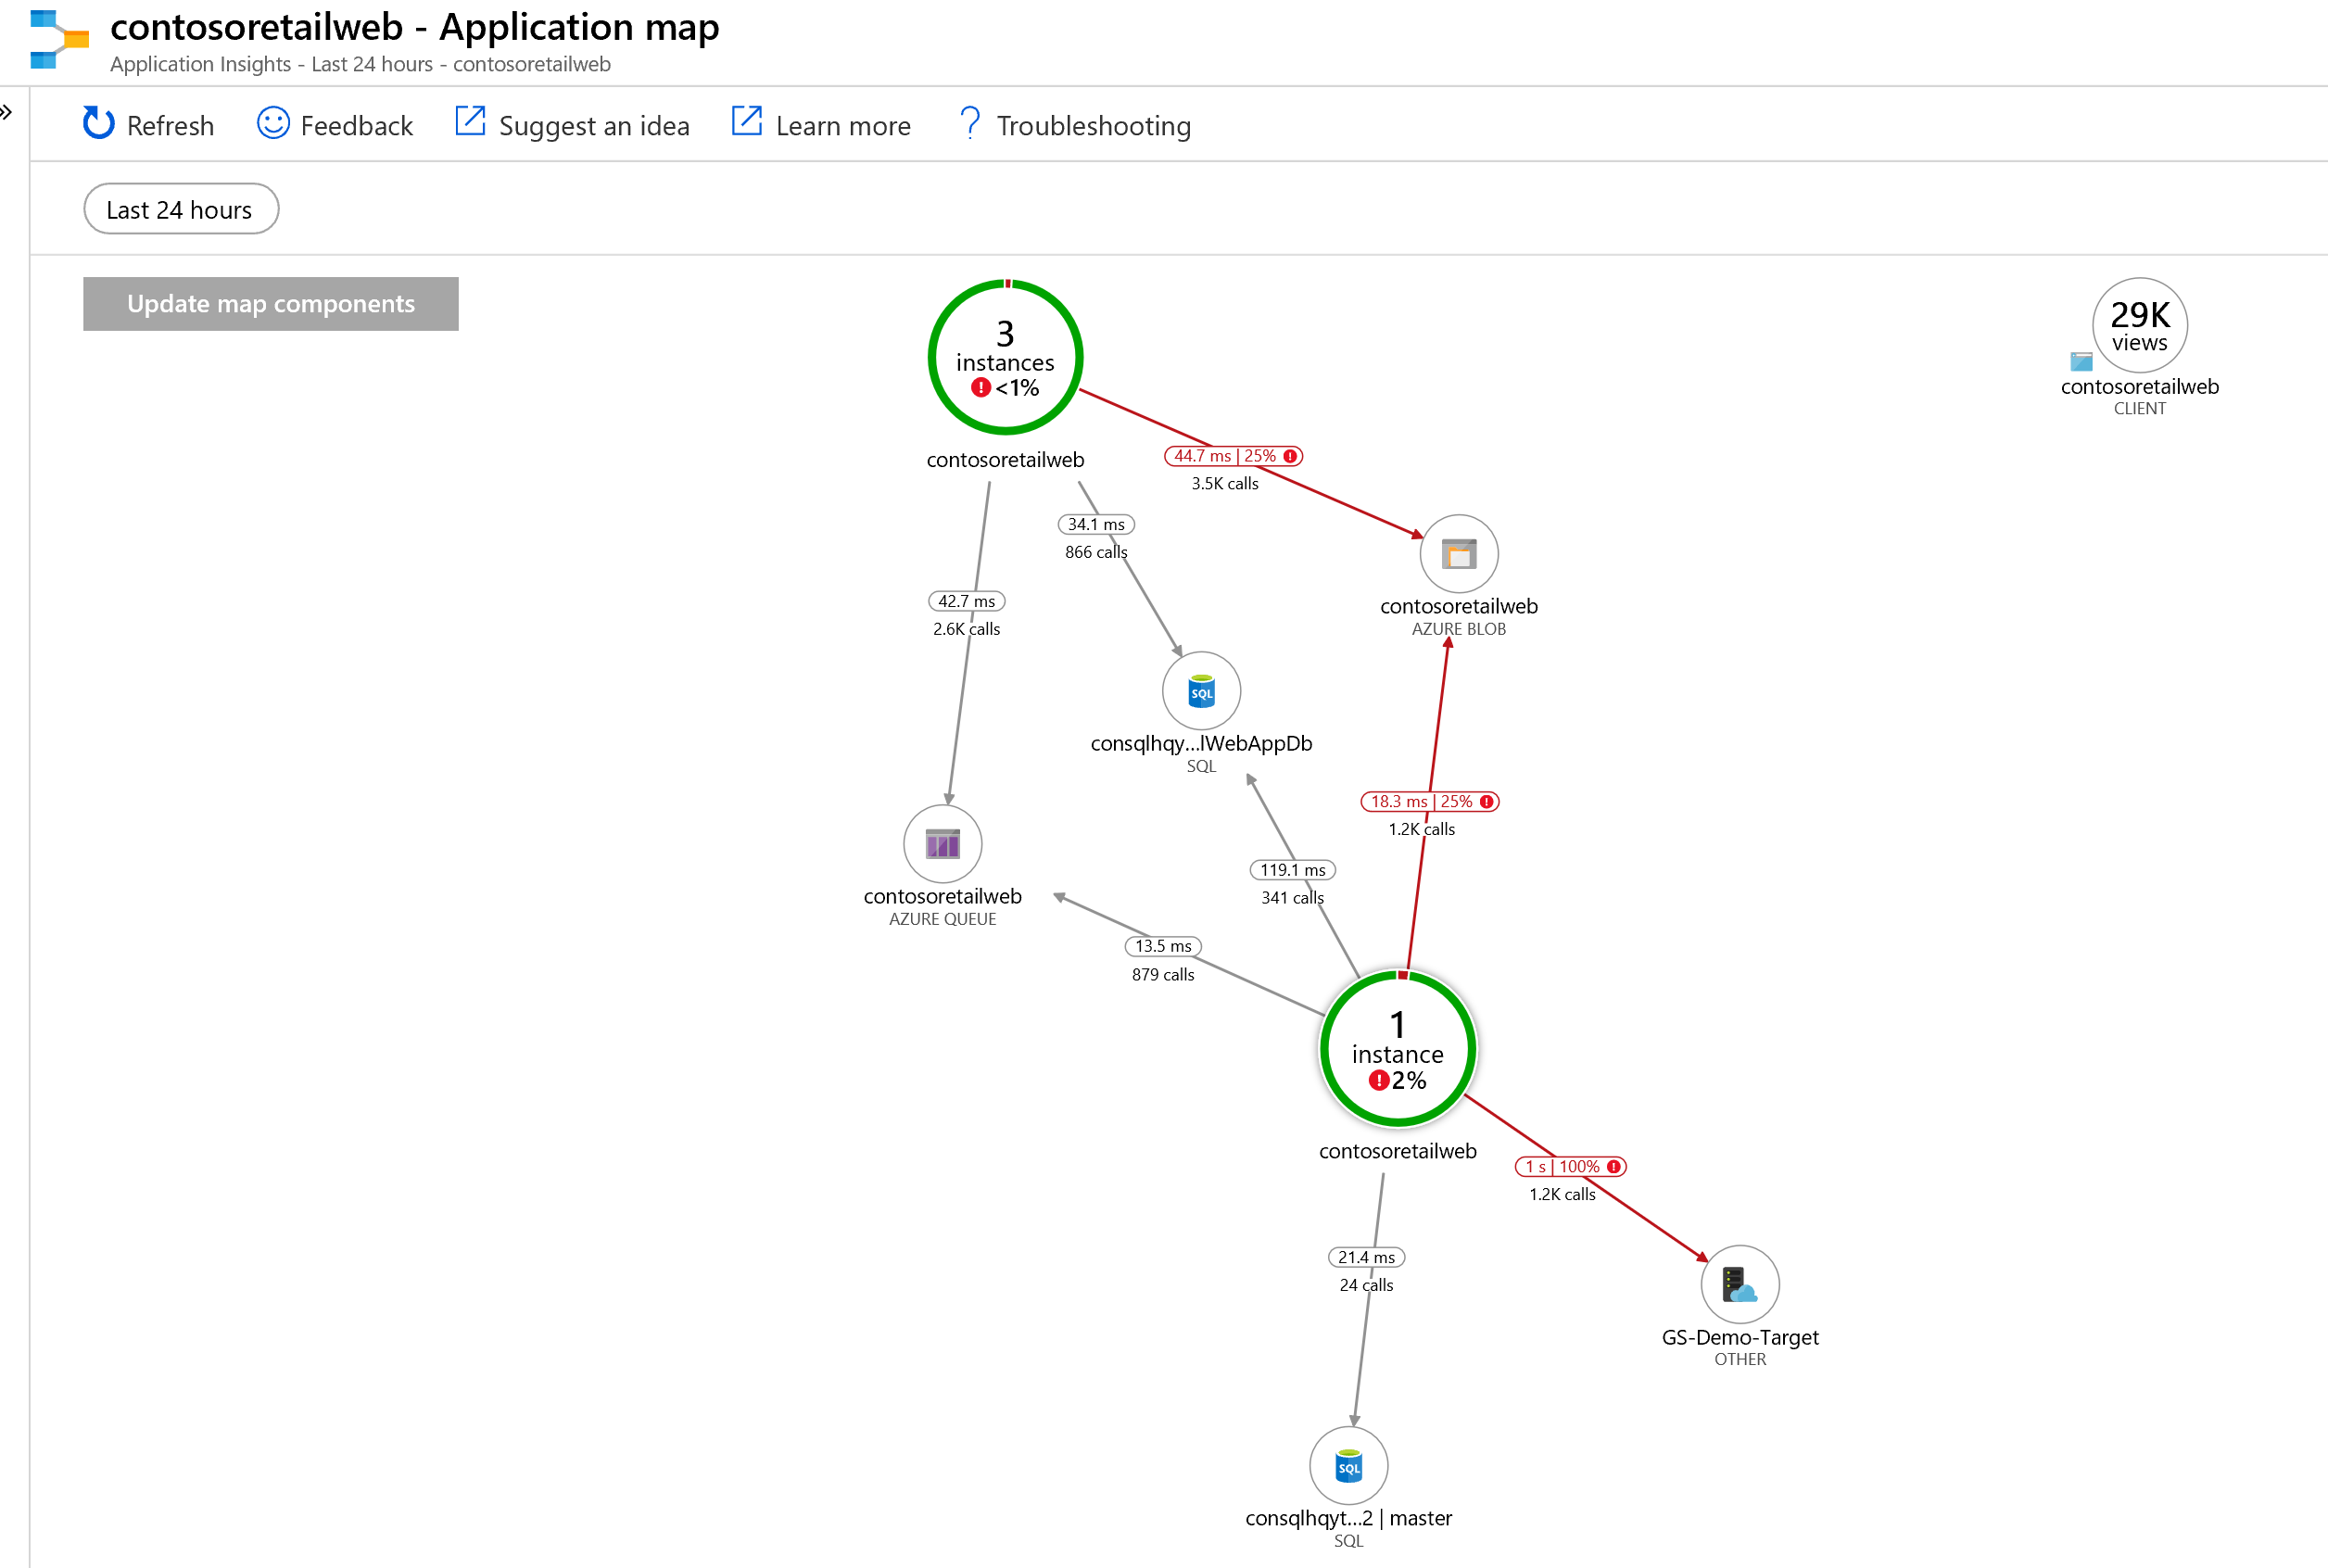 contosoretailweb - Application map
Application Insights - Last 24 hours - contosoretailweb
Refresh Feedback Suggest an idea Learn more Troubleshooting
Last 24 hours
Update map components
3
instances
<1%
contosoretailweb
29K
views
contosoretailweb
CLIENT
44.7 ms | 25%
3.5K calls
34.1 ms
866 calls
42.7 ms
2.6K calls
contosoretailweb
AZURE BLOB
SQL
consqlhqy...lWebAppDb
SQL
18.3 ms | 25%
1.2K calls
119.1 ms
341 calls
contosoretailweb
AZURE QUEUE
13.5 ms
879 calls
1
instance
2%
contosoretailweb
1 s | 100%
1.2K calls
21.4 ms
24 calls
GS-Demo-Target
OTHER
SQL
consqlhqyt...2 | master
SQL